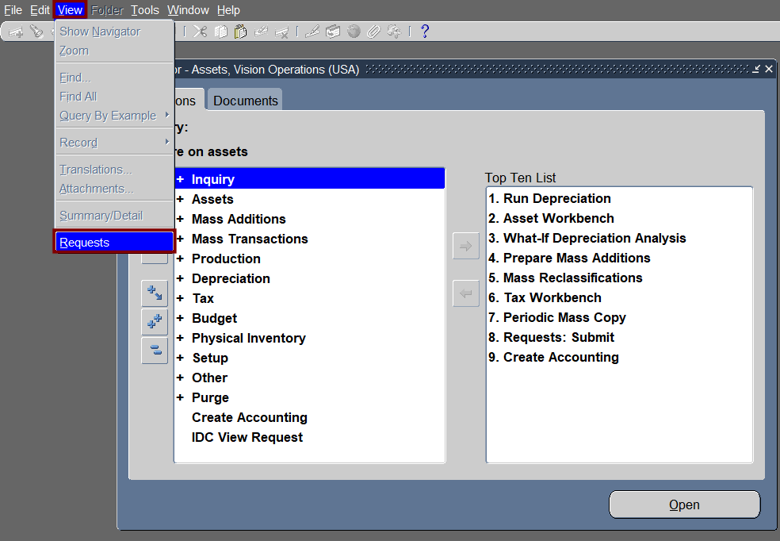 File Edit View Folder Tools Window Help
Show Navigator
Zoom
Find...
Find All
Query By Example
Record
Translations...
Attachments...
Summary/Detail
Requests
or - Assets, Vision Operations (USA)
ons Documents
ry:
re on assets
+ Inquiry
+ Assets
+ Mass Additions
+ Mass Transactions
+ Production
+ Depreciation
+ Tax
+ Budget
+ Physical Inventory
+ Setup
+ Other
+ Purge
Create Accounting
IDC View Request
Top Ten List
1. Run Depreciation
2. Asset Workbench
3. What-If Depreciation Analysis
4. Prepare Mass Additions
5. Mass Reclassifications
6. Tax Workbench
7. Periodic Mass Copy
8. Requests: Submit
9. Create Accounting
Open